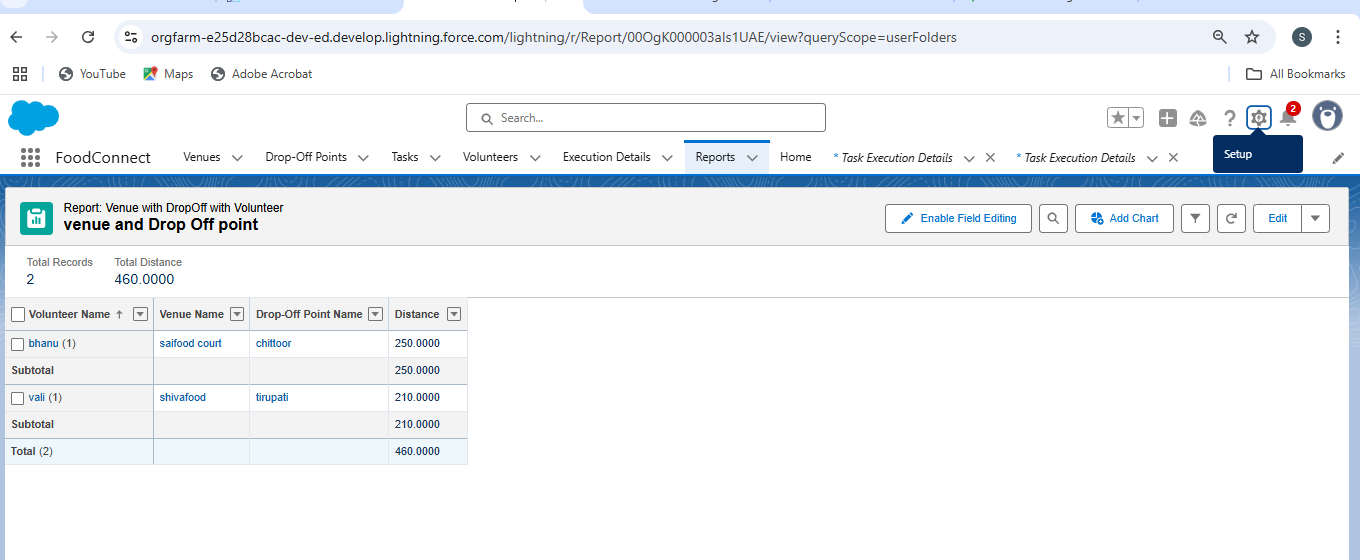 orgfarm-e25d28bcac-dev-ed.develop.lightning.force.com/lightning/r/Report/00OgK000003als1UAE/view?queryScope=userFolders
S
YouTube Maps Adobe Acrobat All Bookmarks
Search...
2
FoodConnect Venues Drop-Off Points Tasks Volunteers Execution Details Reports Home * Task Execution Details * Task Execution Details
Setup
Report: Venue with DropOff with Volunteer
venue and Drop Off point
Enable Field Editing Add Chart Edit
Total Records Total Distance
2 460.0000
Volunteer Name ↑ Venue Name Drop-Off Point Name Distance
bhanu (1) saifood court chittoor 250.0000
Subtotal 250.0000
vali (1) shivafood tirupati 210.0000
Subtotal 210.0000
Total (2) 460.0000